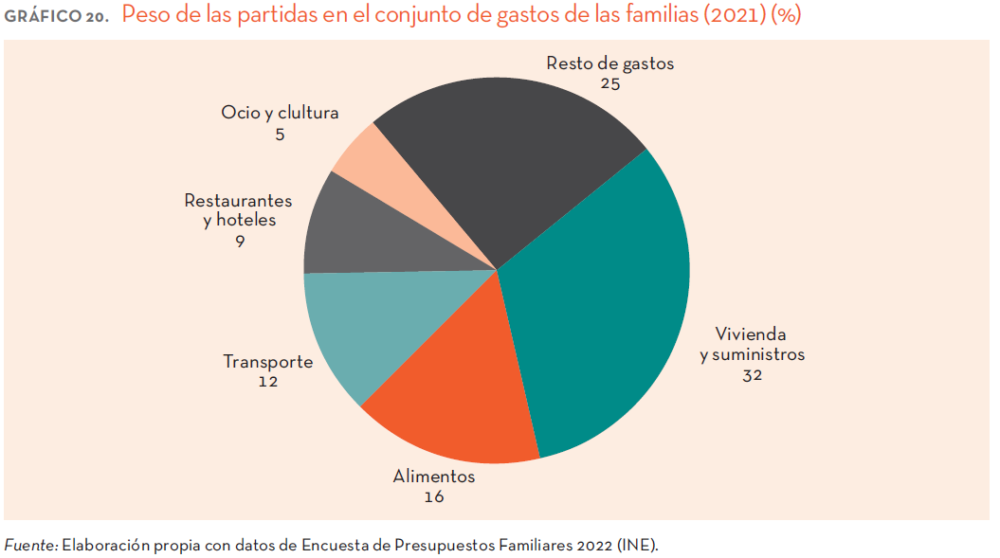 GRÁFICO 20. Peso de las partidas en el conjunto de gastos de las familias (2021) (%)
Resto de gastos
25
Ocio y clultura
5
Restaurantes
y hoteles
9
Vivienda
y suministros
32
Transporte
12
Alimentos
16
Fuente: Elaboración propia con datos de Encuesta de Presupuestos Familiares 2022 (INE).